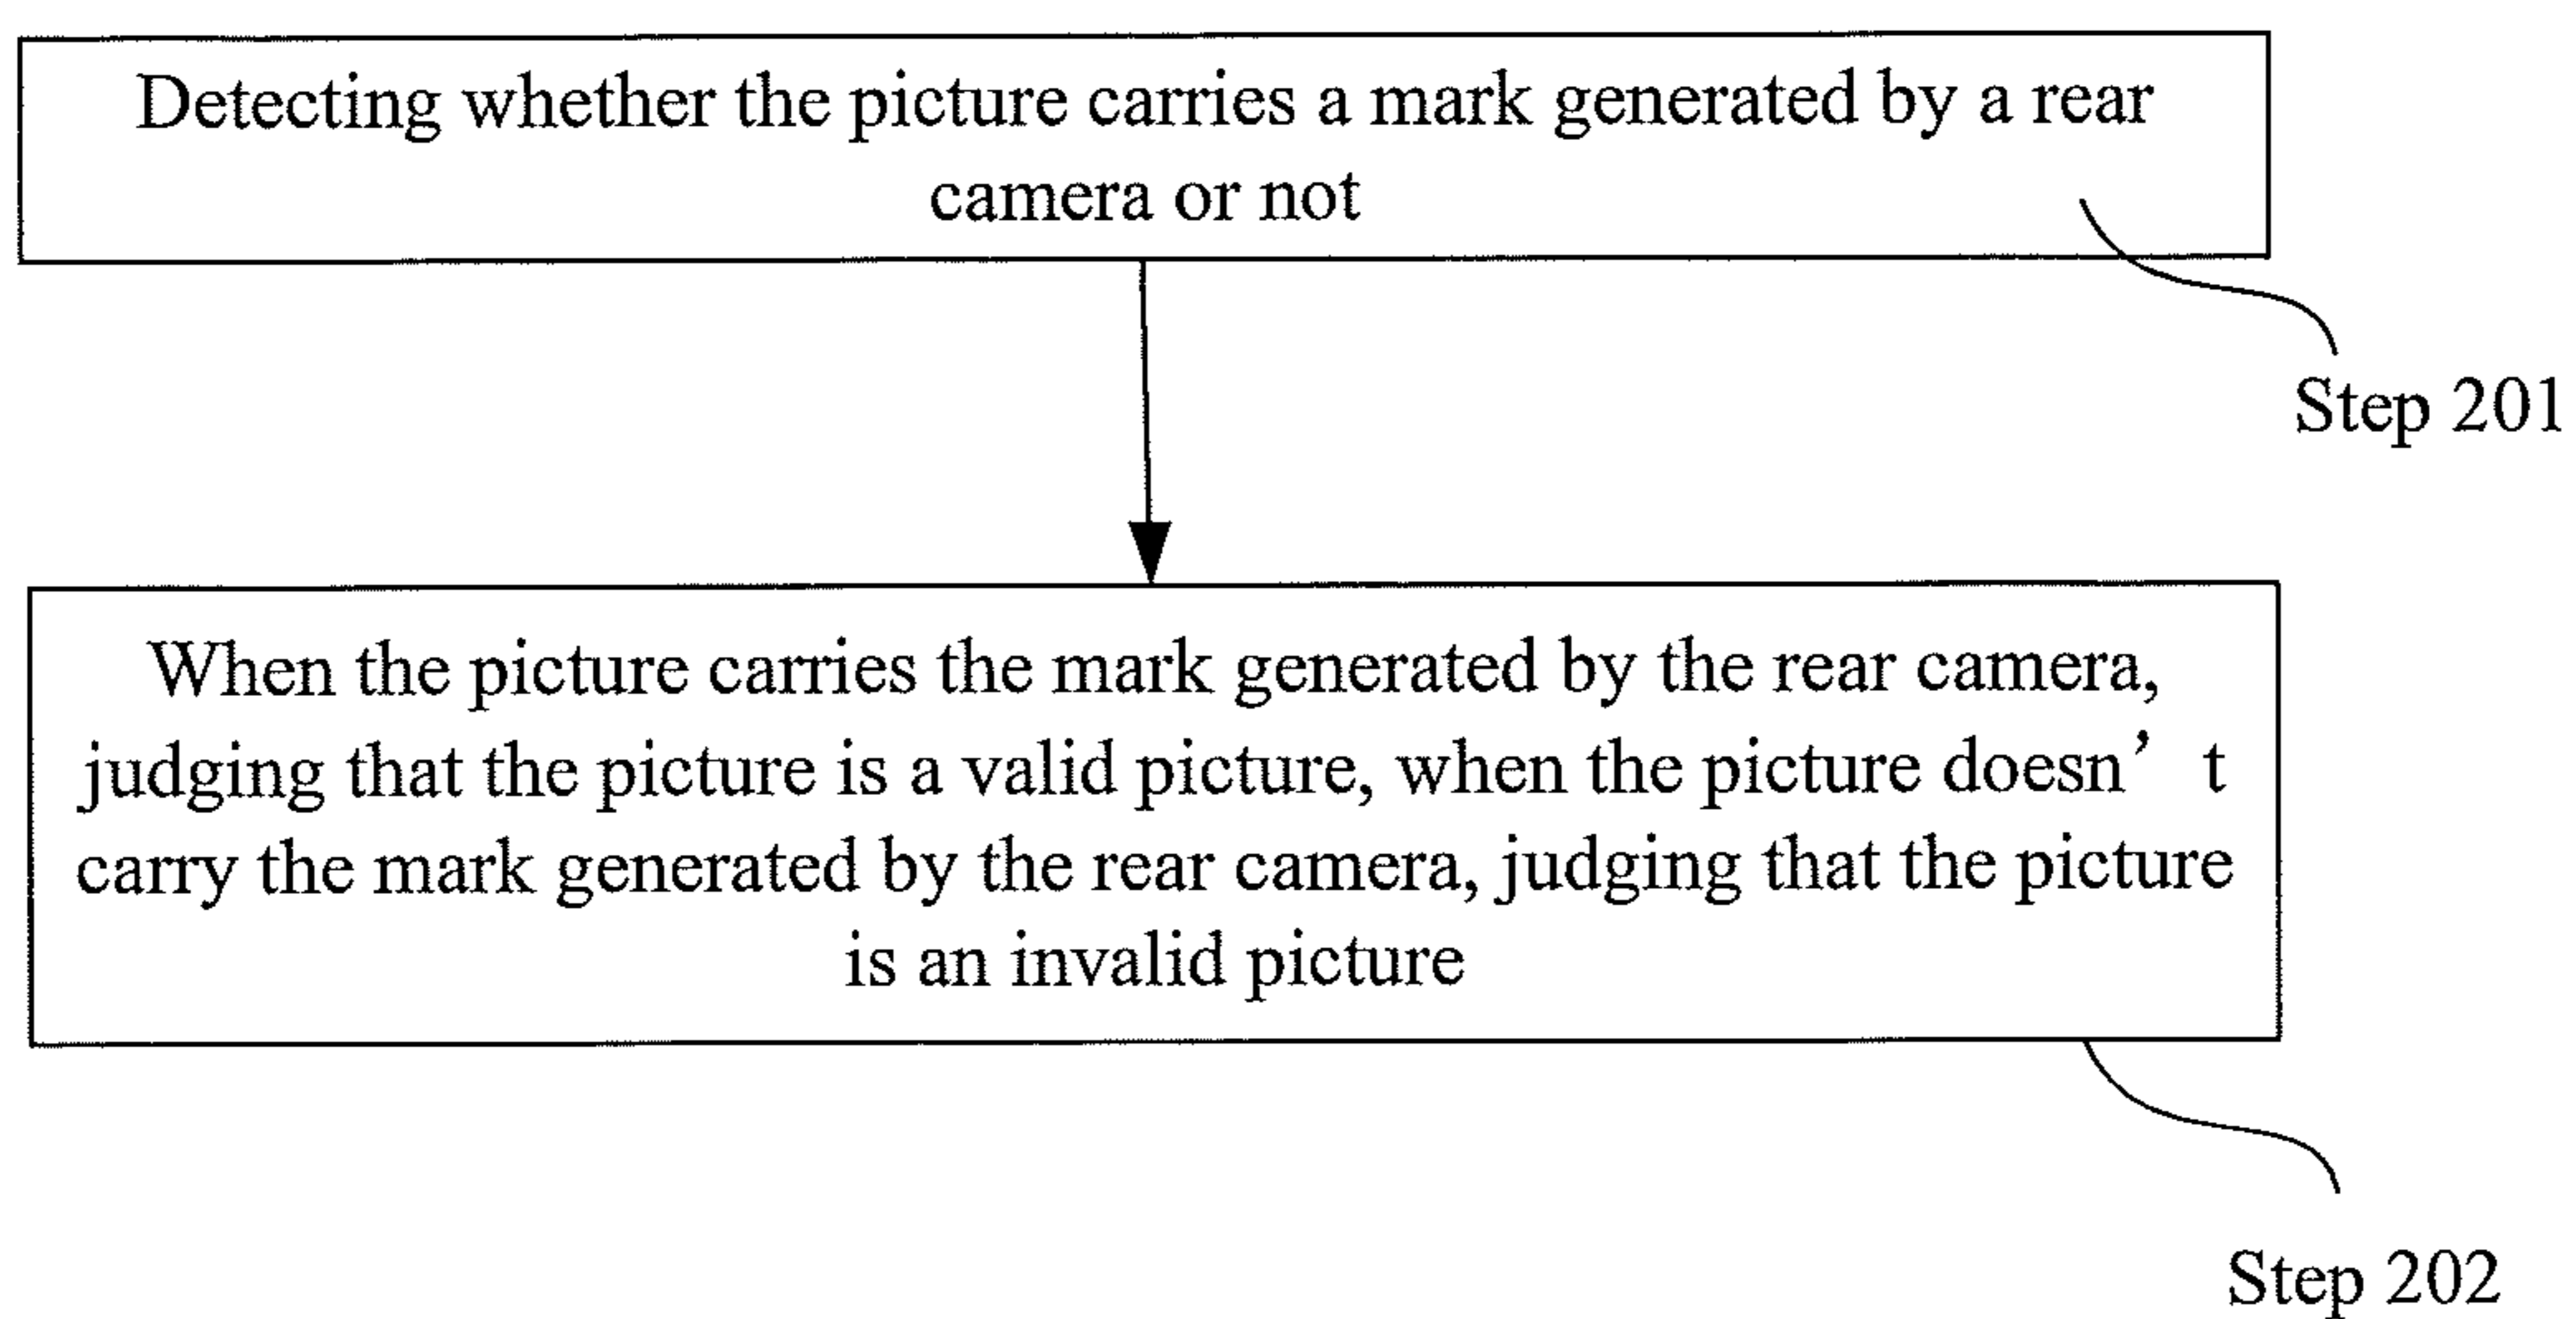 Detecting whether the picture carries a mark generated by a rear
camera or not
Step 201
When the picture carries the mark generated by the rear camera,
judging that the picture is a valid picture, when the picture doesn’ t
carry the mark generated by the rear camera, judging that the picture
is an invalid picture
Step 202